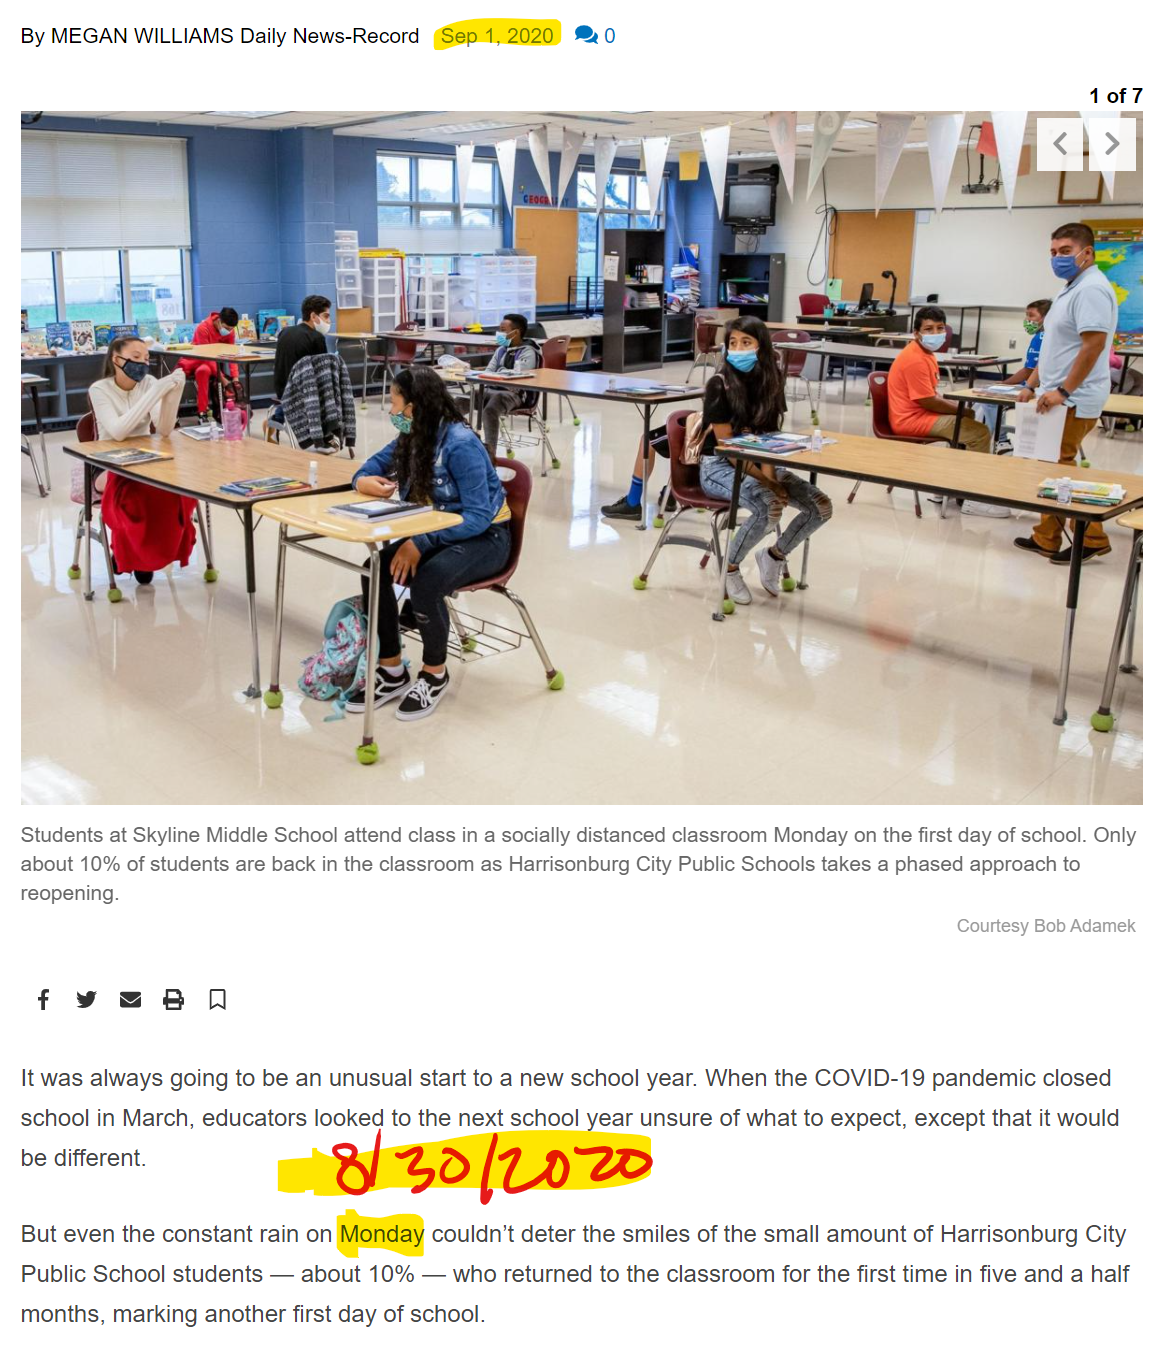 By MEGAN WILLIAMS Daily News-Record Sep 1, 2020 0
1 of 7
GEOGRAPHY
168
Students at Skyline Middle School attend class in a socially distanced classroom Monday on the first day of school. Only
about 10% of students are back in the classroom as Harrisonburg City Public Schools takes a phased approach to
reopening.
Courtesy Bob Adamek
It was always going to be an unusual start to a new school year. When the COVID-19 pandemic closed
school in March, educators looked to the next school year unsure of what to expect, except that it would
be different.
8/30/2020
But even the constant rain on Monday couldn’t deter the smiles of the small amount of Harrisonburg City
Public School students — about 10% — who returned to the classroom for the first time in five and a half
months, marking another first day of school.